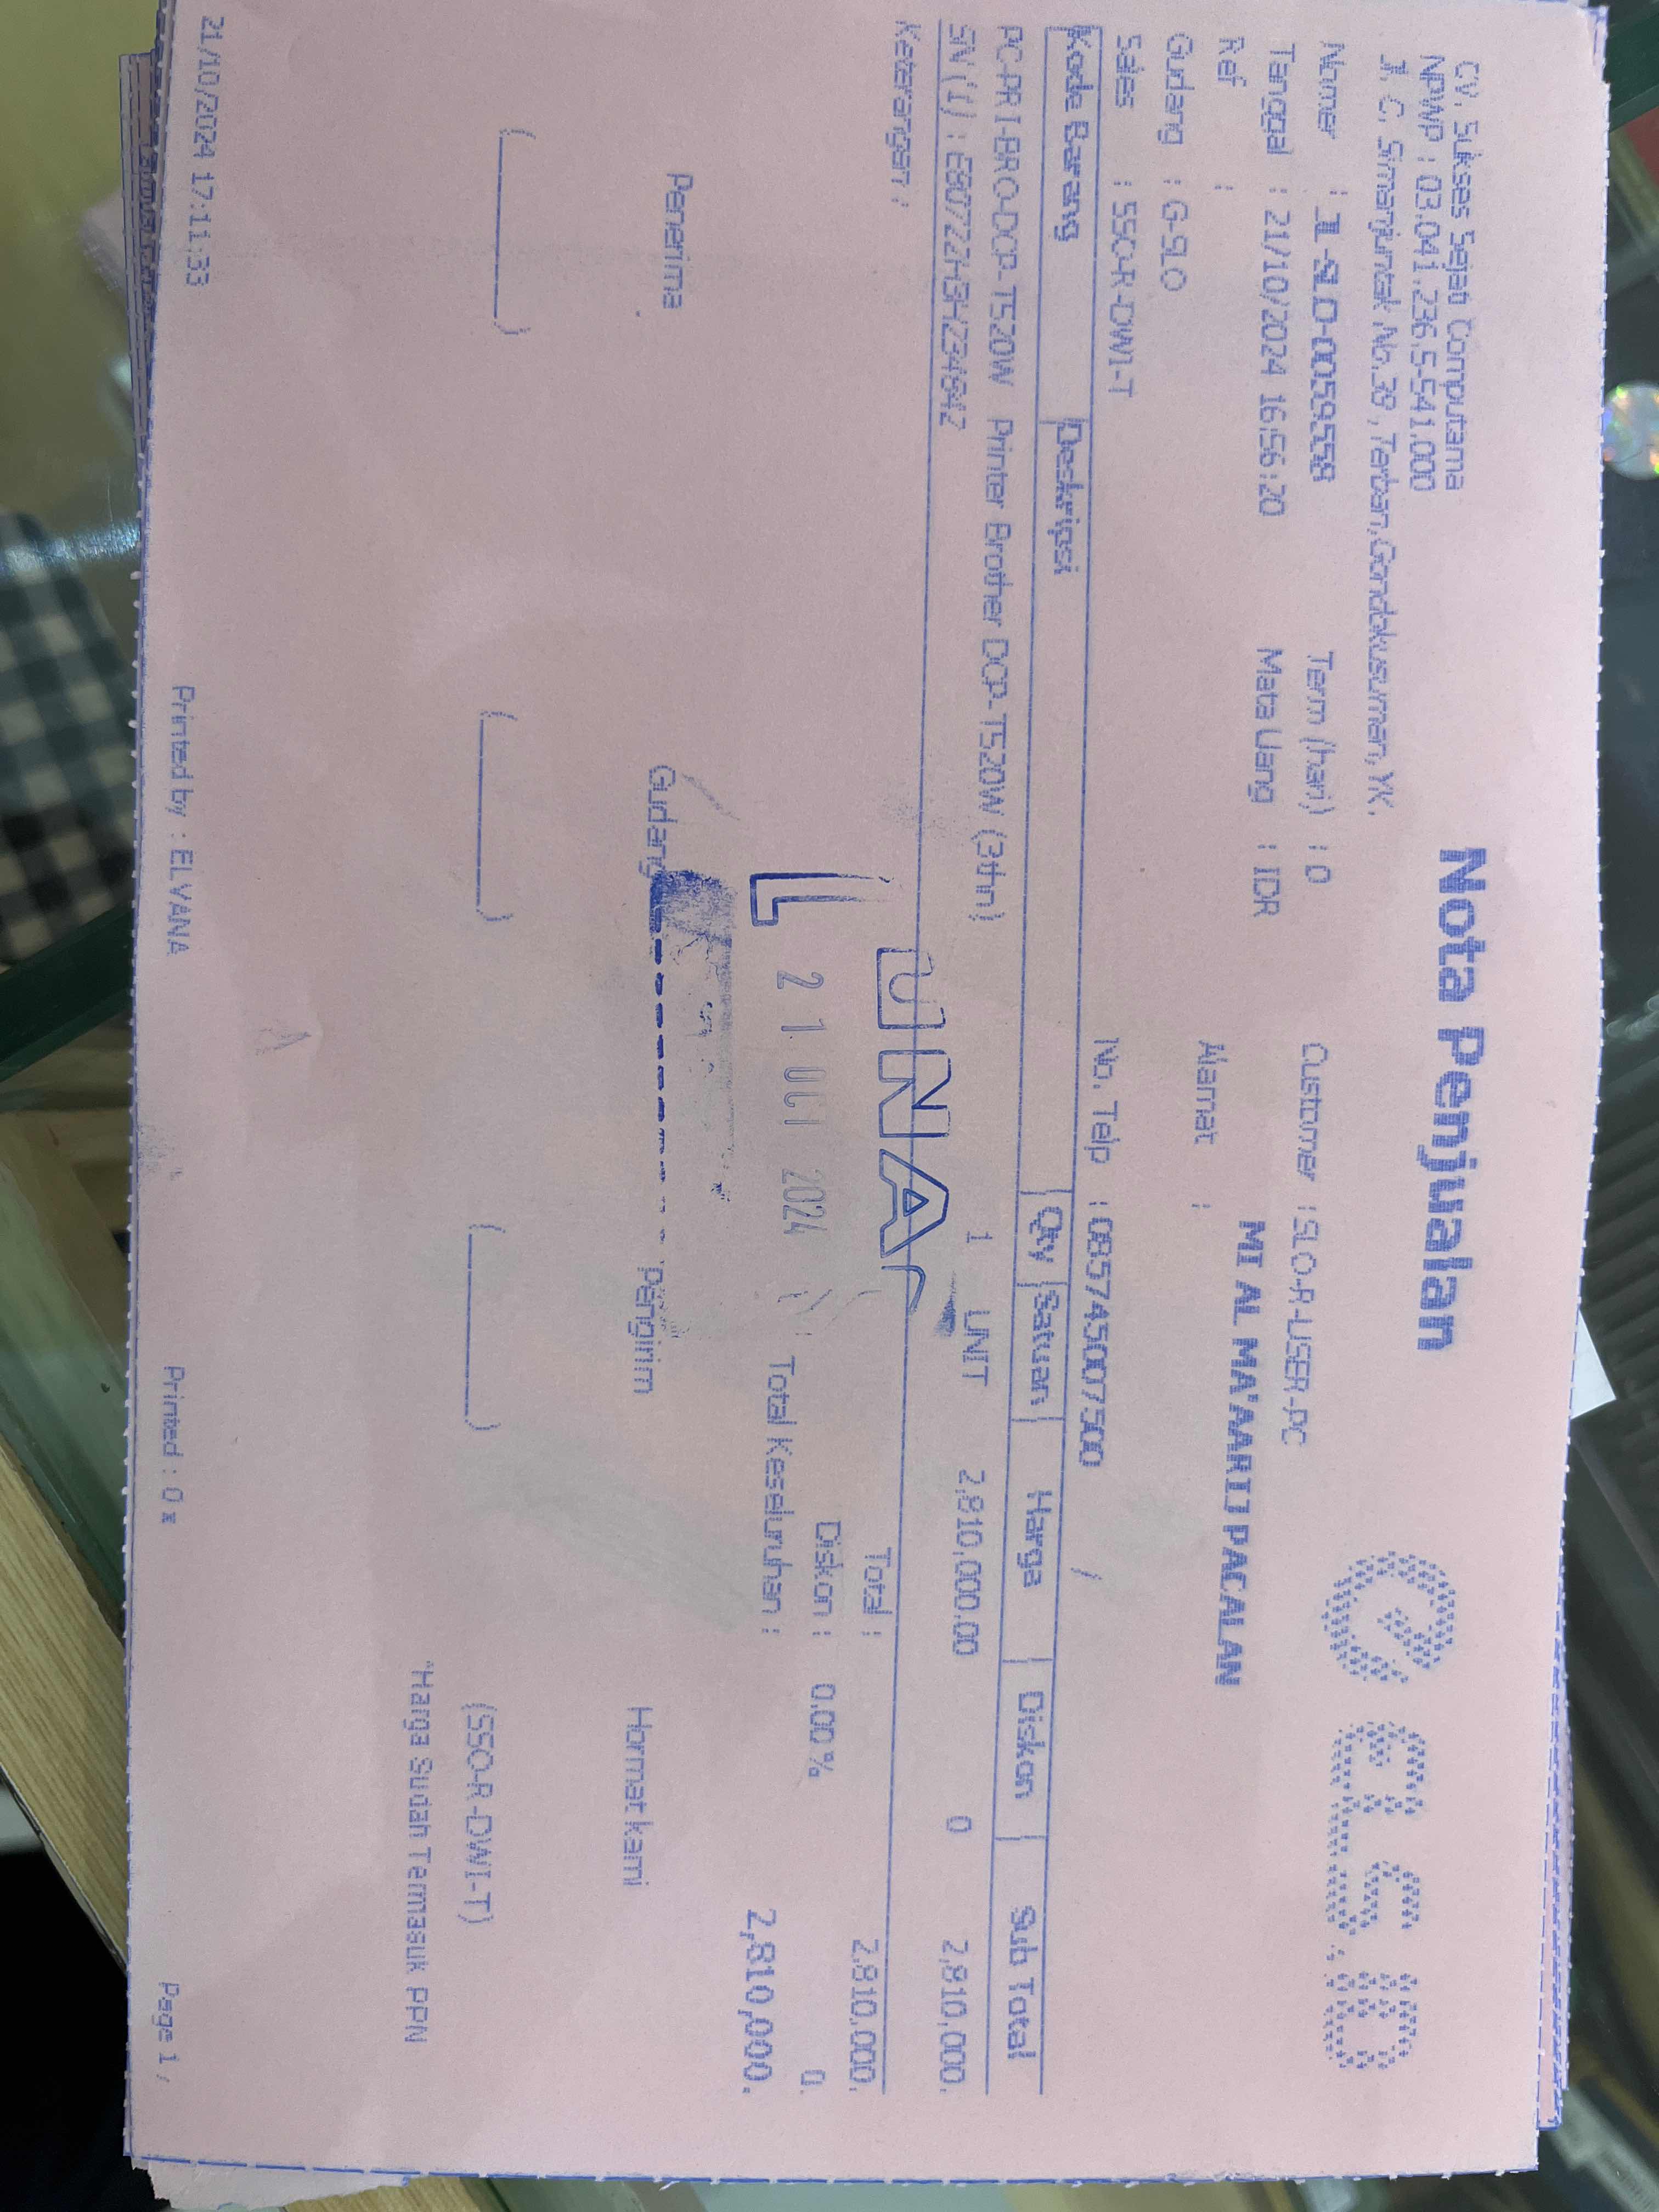 CV. Sukses Sejati Computama
NPWP : 03.041.236.5-541.000
Jl. C. Simanjuntak No.39 ,Terban,Gondokusuman, YK.
Nota Penjualan
ELS.ID
Nomer : JL-SLO-0059558
Tanggal : 21/10/2024 16:56:20
Ref :
Gudang : G-SLO
Sales : SSO-R-DWI-T
Term (hari) : 0
Mata Uang : IDR
Customer : SLO-R-USER-PC
MI AL MA'AARIJ PACALAN
Alamat :
No. Telp : 085745007500
Kode Barang Deskripsi Qty Satuan Harga Diskon Sub Total
PC-PRI-BRO-DCP-T520W Printer Brother DCP-T520W (3thn) 1 UNIT 2,810,000.00 0 2,810,000.
SN (1) :
Keterangan :
LUNAS
21 OCT 2024
Total : 2,810,000.
Diskon : 0.00 % 0.
Total Keseluruhan : 2,810,000.
Penerima Gudang Pengirim Hormat kami
( ) ( ) ( ) (SSO-R-DWI-T)
*Harga Sudah Termasuk PPN
21/10/2024 17:11:33 Printed by : ELVANA Printed : 0 x Page 1 /